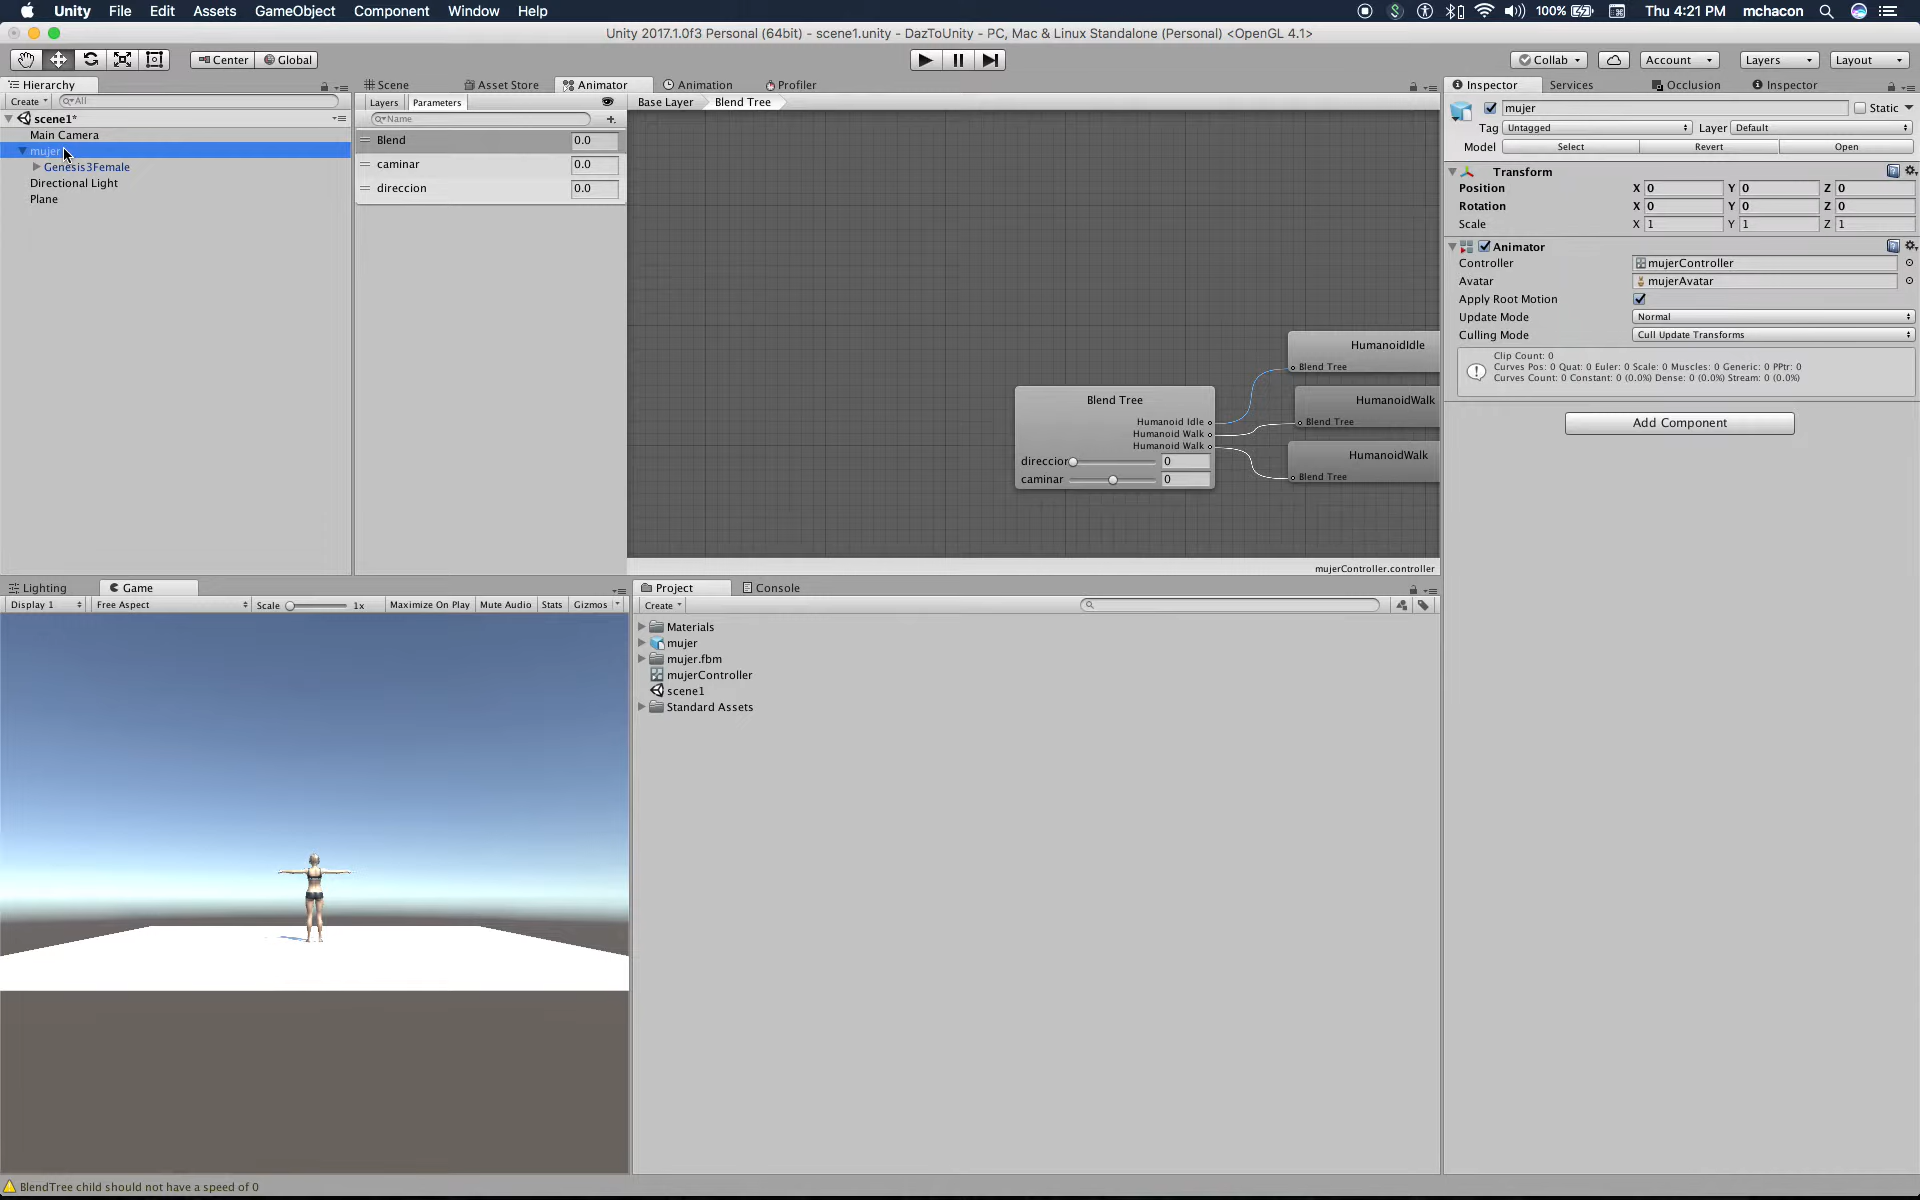 Unity File Edit Assets GameObject Component Window Help 100% Thu 4:21 PM mchacon
Unity 2017.1.0f3 Personal (64bit) - scene1.unity - DazToUnity - PC, Mac & Linux Standalone (Personal) <OpenGL 4.1>
Center Global Collab Account Layers Layout
Hierarchy Scene Asset Store Animator Animation Profiler Inspector Services Occlusion Inspector
Create All Layers Parameters Base Layer Blend Tree
scene1*
Main Camera
mujer
Genesis3Female
Directional Light
Plane
Name
Blend 0.0
caminar 0.0
direccion 0.0
HumanoidIdle
Blend Tree
Blend Tree
Humanoid Idle
Humanoid Walk
Humanoid Walk
direccior 0
caminar 0
HumanoidWalk
Blend Tree
HumanoidWalk
Blend Tree
mujerController.controller
mujer Static
Tag Untagged Layer Default
Model Select Revert Open
Transform
Position X 0 Y 0 Z 0
Rotation X 0 Y 0 Z 0
Scale X 1 Y 1 Z 1
Animator
Controller mujerController
Avatar mujerAvatar
Apply Root Motion
Update Mode Normal
Culling Mode Cull Update Transforms
Clip Count: 0
Curves Pos: 0 Quat: 0 Euler: 0 Scale: 0 Muscles: 0 Generic: 0 PPtr: 0
Curves Count: 0 Constant: 0 (0.0%) Dense: 0 (0.0%) Stream: 0 (0.0%)
Add Component
Lighting Game
Display 1 Free Aspect Scale 1x Maximize On Play Mute Audio Stats Gizmos
Project Console
Create
Materials
mujer
mujer.fbm
mujerController
scene1
Standard Assets
BlendTree child should not have a speed of 0